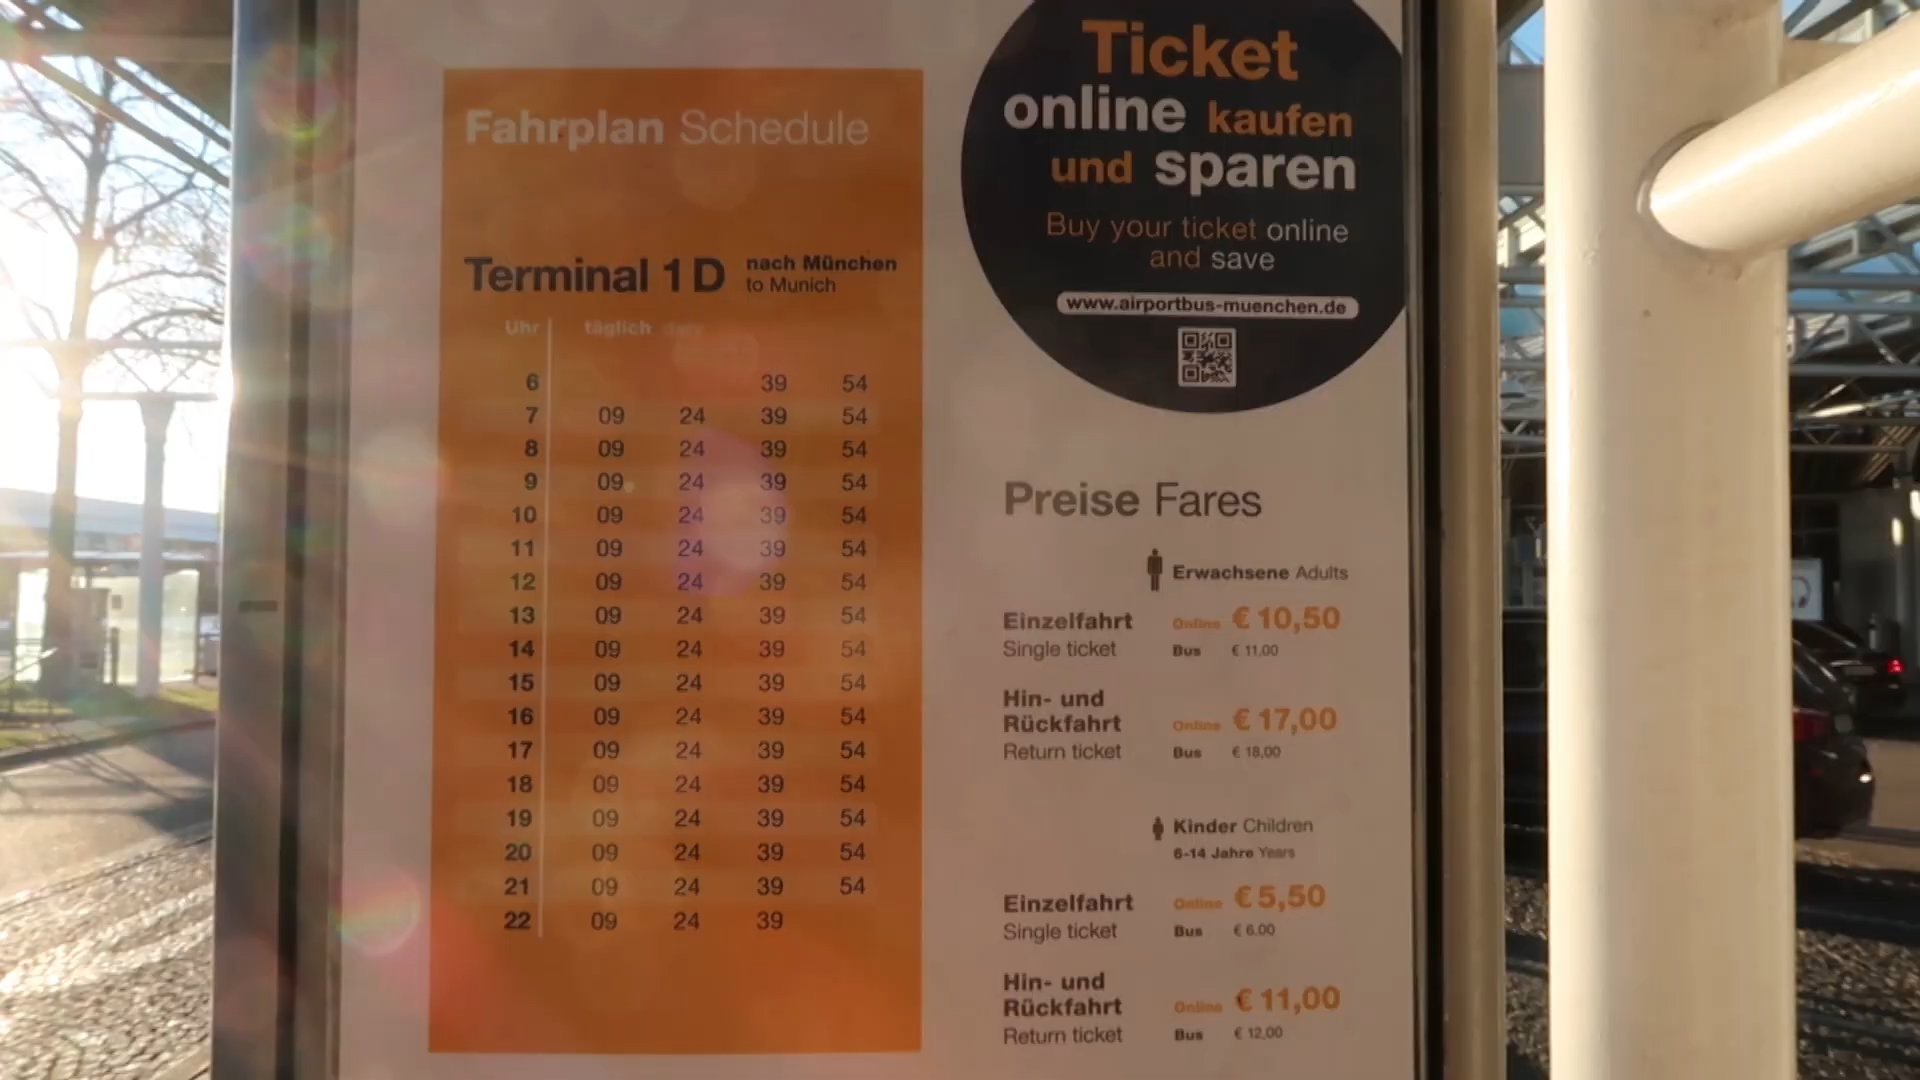 Fahrplan Schedule
Terminal 1 D
nach München
to Munich
Uhr täglich daily
6 39 54
7 09 24 39 54
8 09 24 39 54
9 09 24 39 54
10 09 24 39 54
11 09 24 39 54
12 09 24 39 54
13 09 24 39 54
14 09 24 39 54
15 09 24 39 54
16 09 24 39 54
17 09 24 39 54
18 09 24 39 54
19 09 24 39 54
20 09 24 39 54
21 09 24 39 54
22 09 24 39
Ticket
online kaufen
und sparen
Buy your ticket online
and save
www.airportbus-muenchen.de
Preise Fares
Erwachsene Adults
Einzelfahrt Online € 10,50
Single ticket Bus € 11,00
Hin- und
Rückfahrt Online € 17,00
Return ticket Bus € 18,00
Kinder Children
6-14 Jahre Years
Einzelfahrt Online € 5,50
Single ticket Bus € 6,00
Hin- und
Rückfahrt Online € 11,00
Return ticket Bus € 12,00